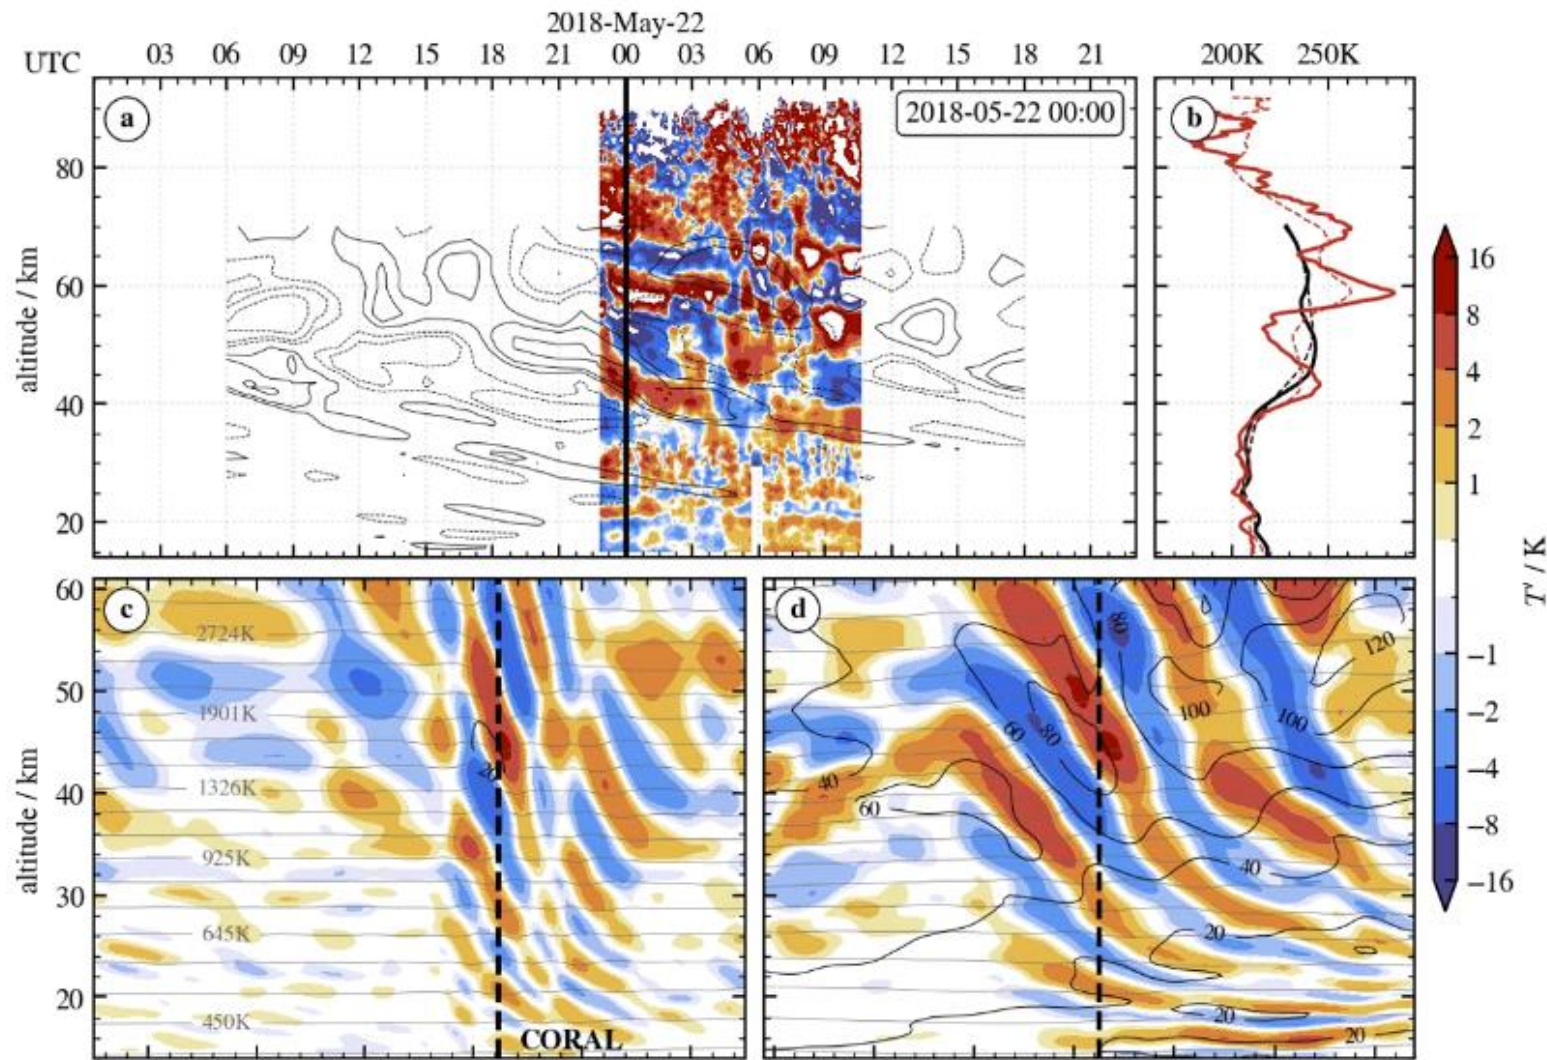 2018-May-22
UTC 03 06 09 12 15 18 21 00 03 06 09 12 15 18 21 200K 250K
a 2018-05-22 00:00 b
altitude / km
80
60
40
20
16
8
4
2
1
−1
−2
−4
−8
−16
T' / K
c
altitude / km
60
50
40
30
20
2724K
1901K
1326K
925K
645K
450K
20
CORAL
d
80
120
100
100
60
80
40
60
40
20
20
20